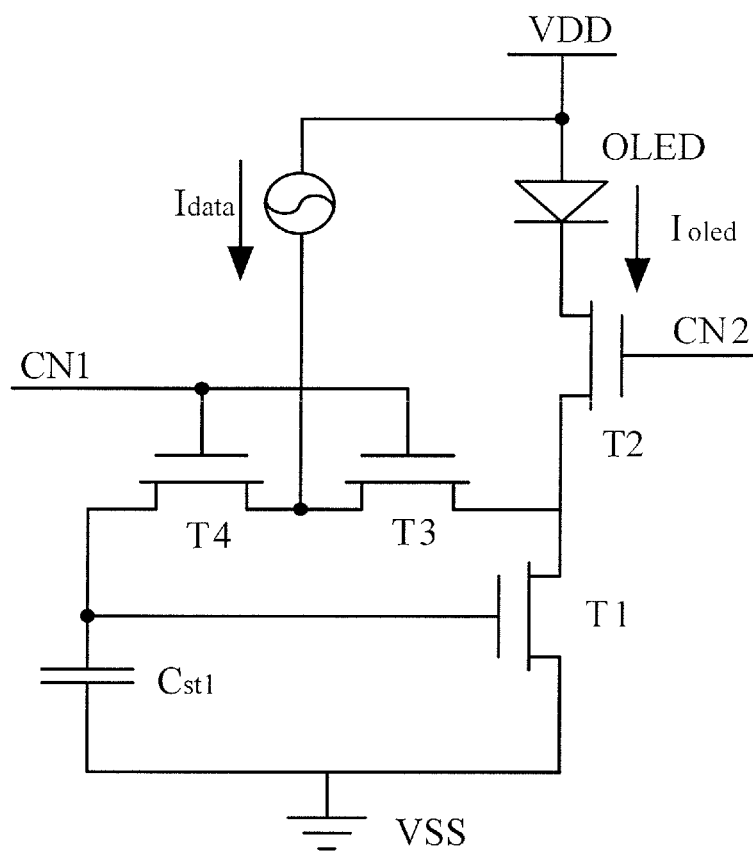 VDD
OLED
Idata
Ioled
CN2
CN1
T2
T4
T3
T1
Cst1
VSS